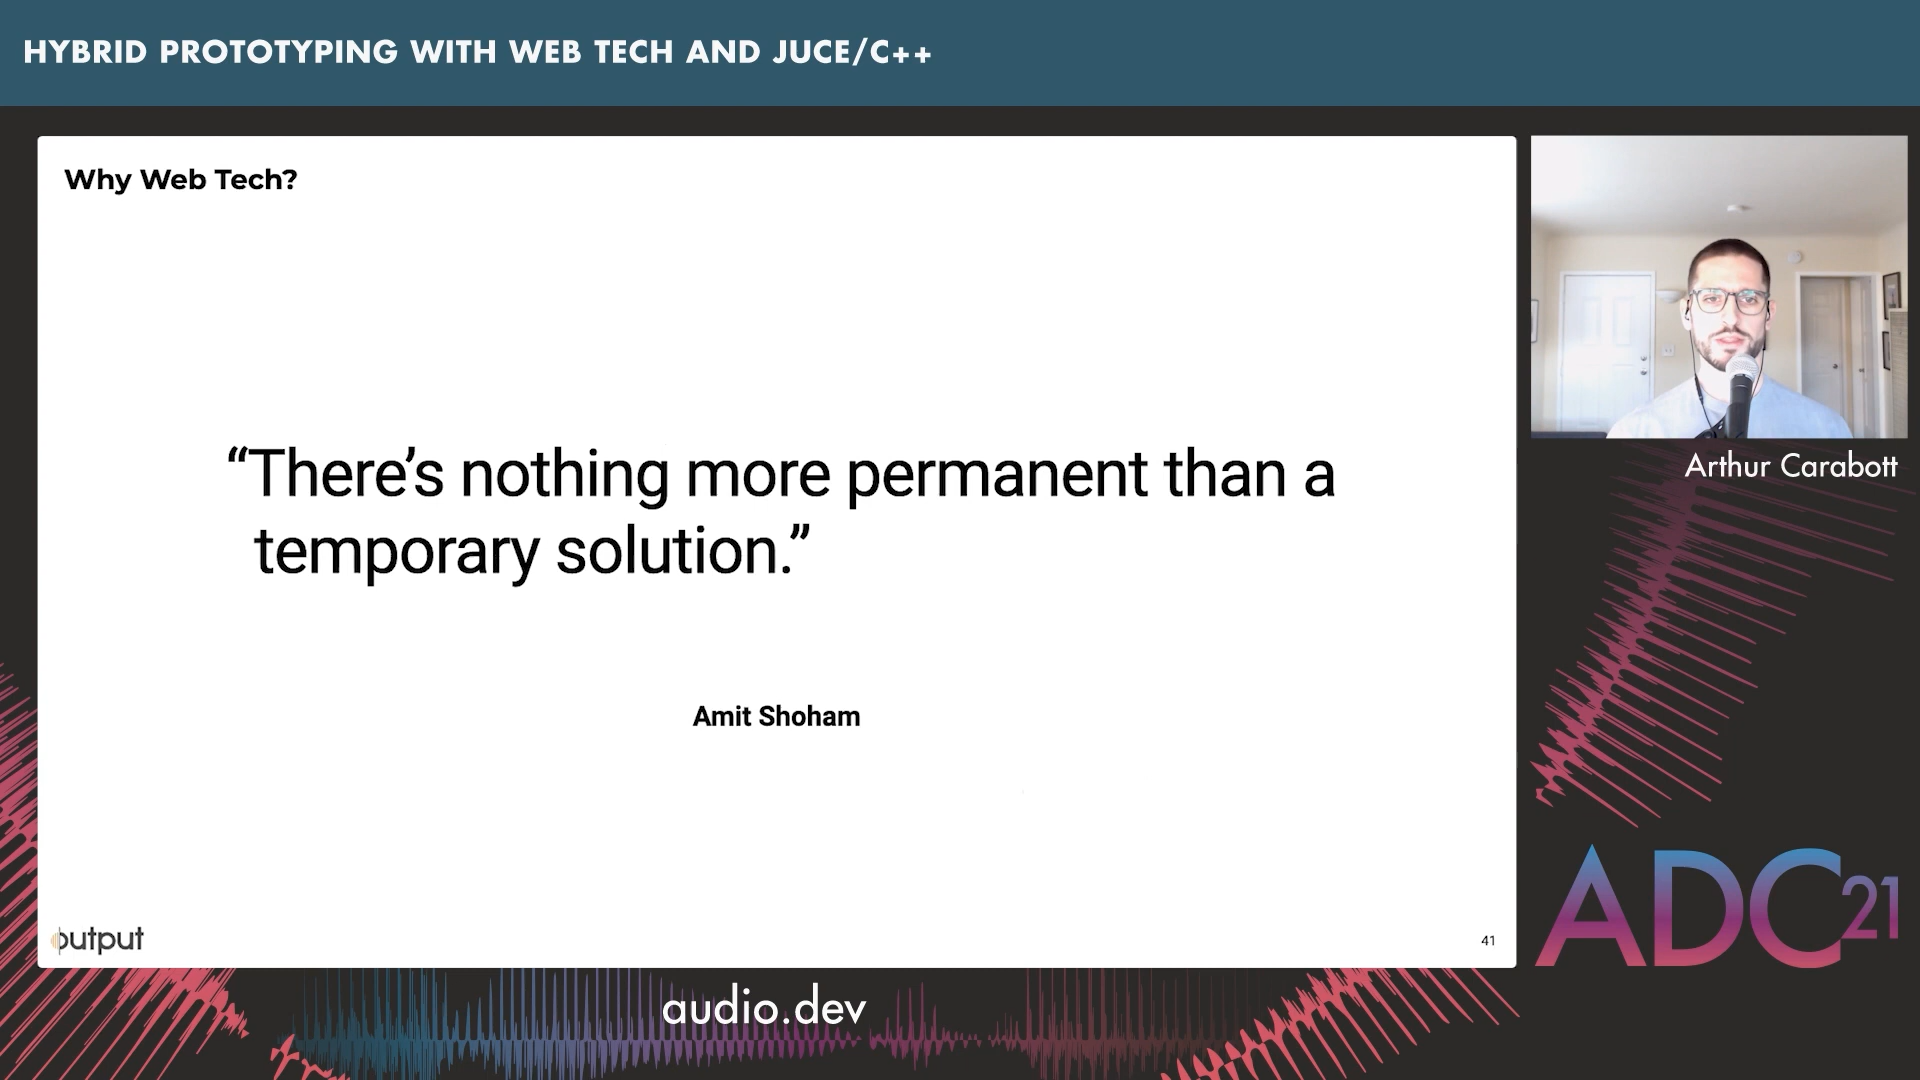 HYBRID PROTOTYPING WITH WEB TECH AND JUCE/C++
Why Web Tech?
“There’s nothing more permanent than a
temporary solution.”
Amit Shoham
output
41
Arthur Carabott
ADC21
audio.dev